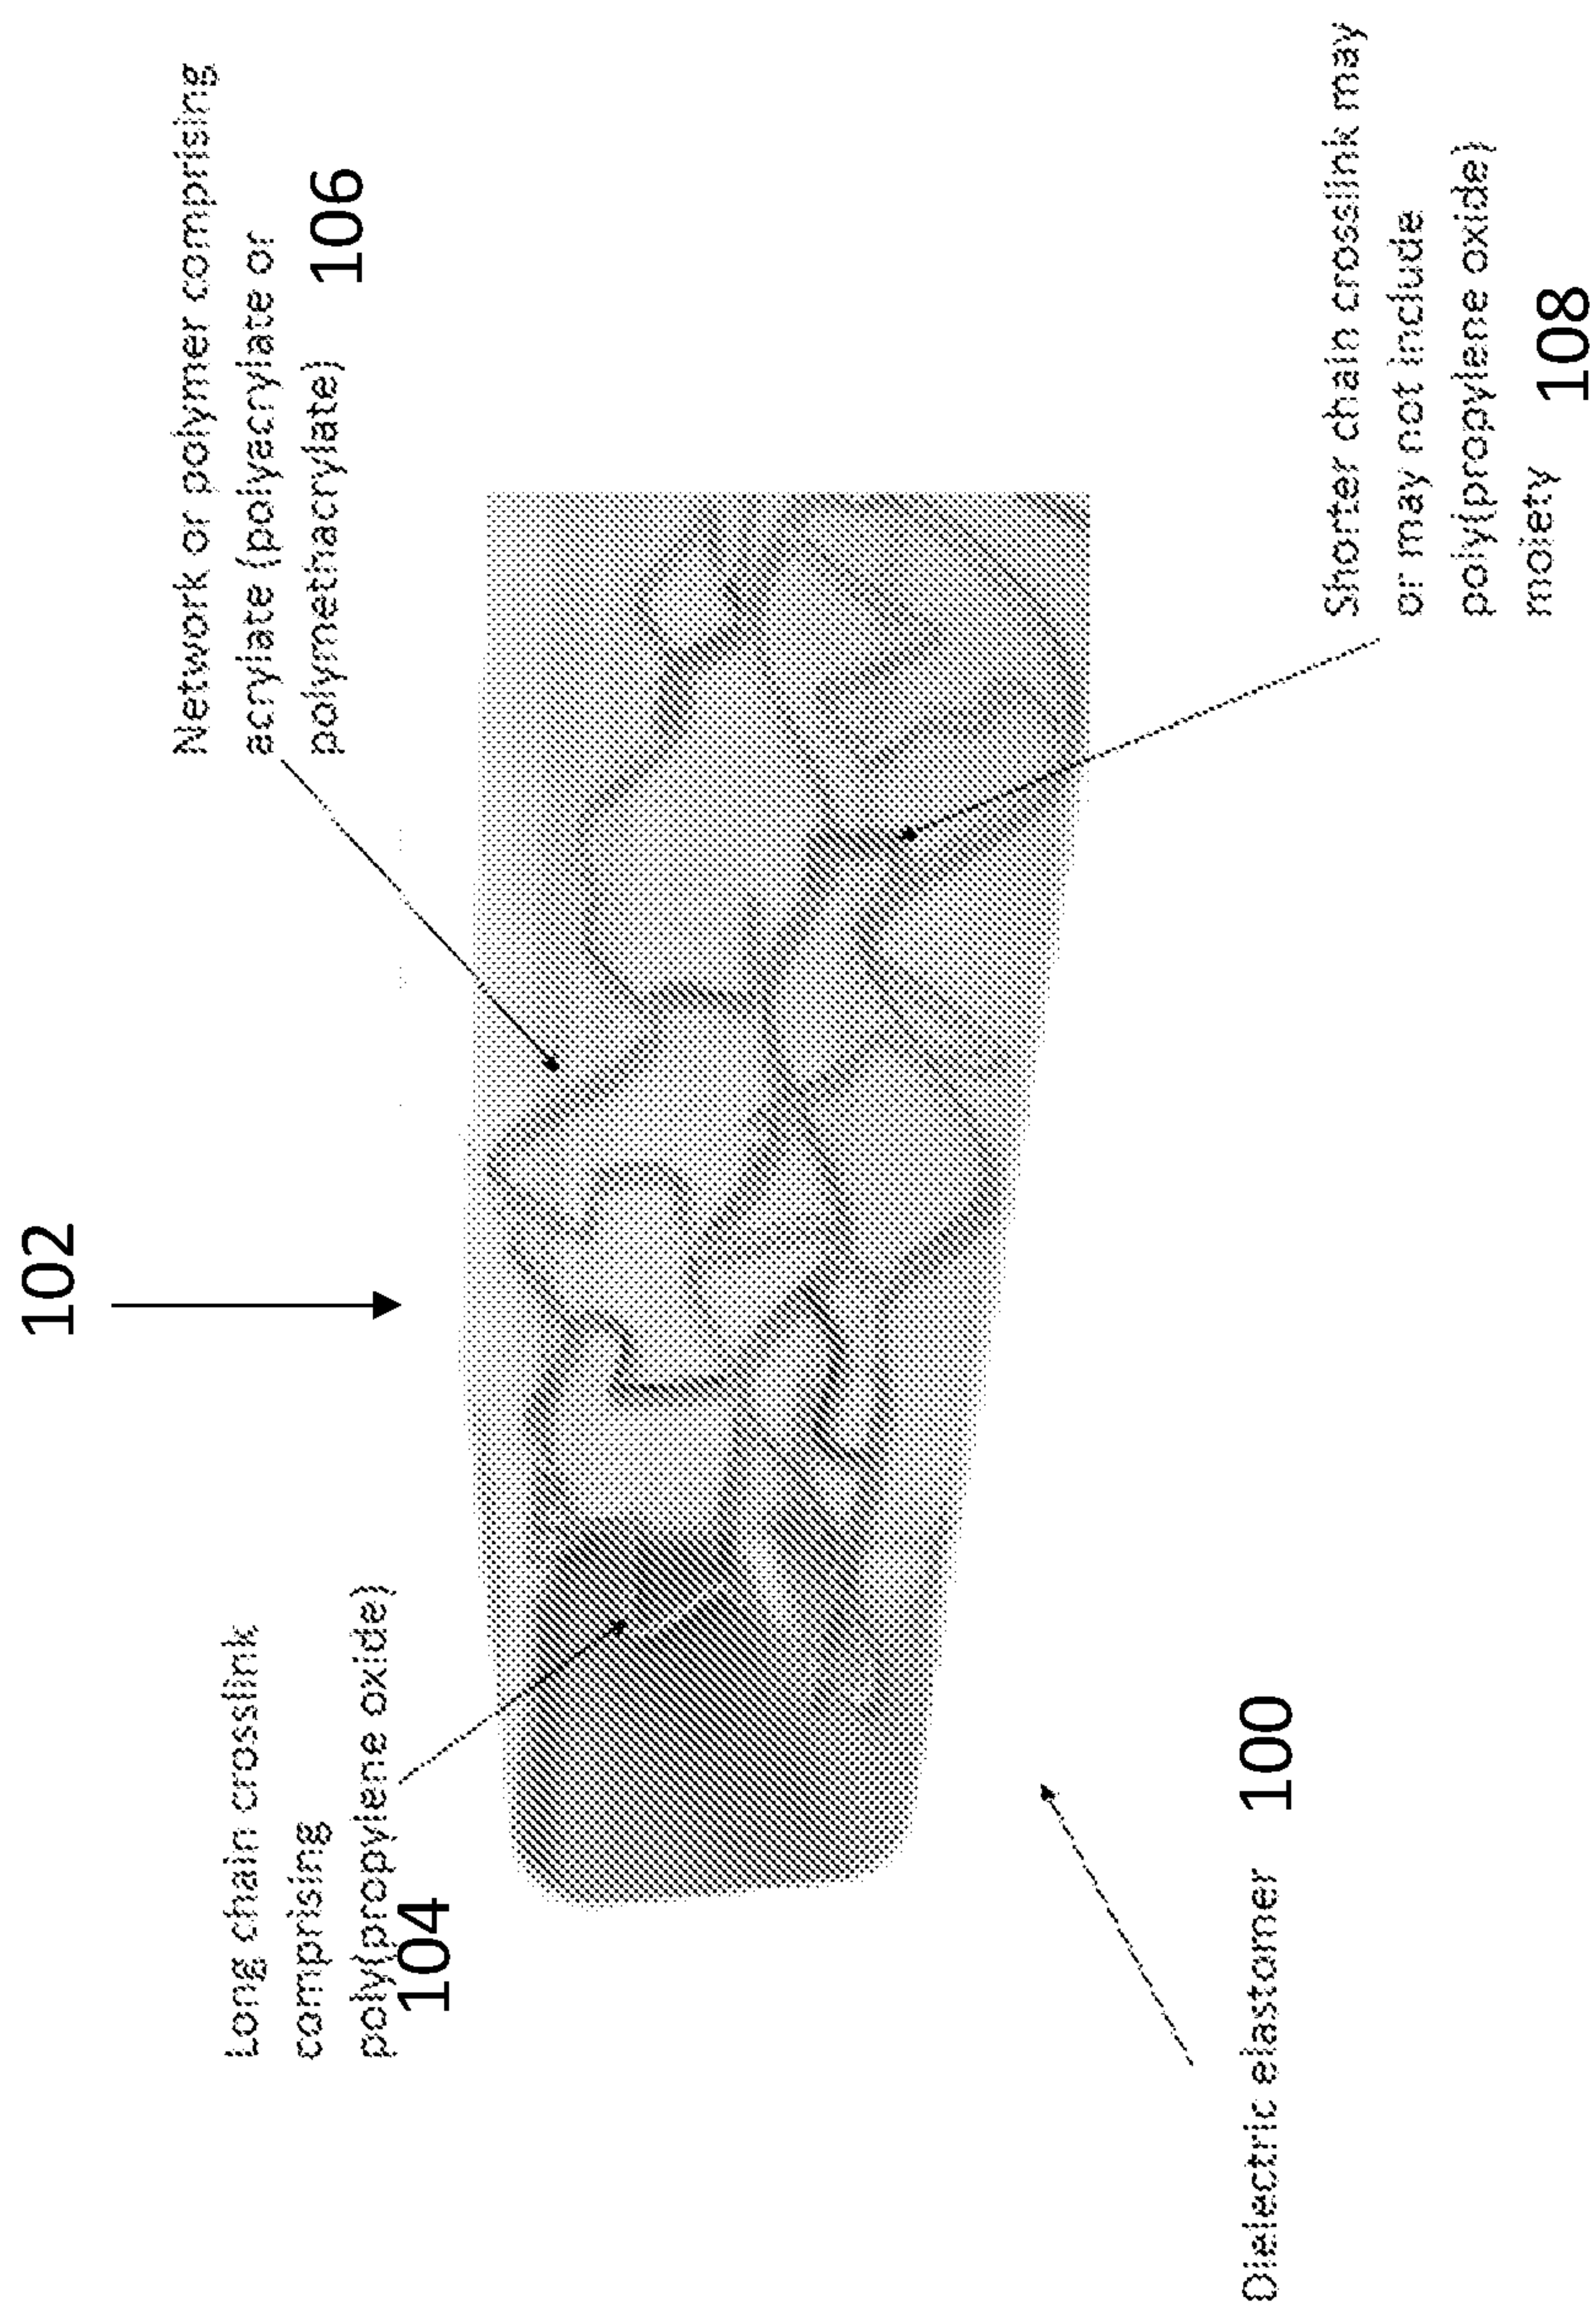 102
Network or polymer comprising
acrylate (polyacrylate or
polymethacrylate) 106
Long chain crosslink
comprising
poly(propylene oxide)
104
Shorter chain crosslink may
or may not include
poly(propylene oxide)
moiety 108
Dielectric elastomer 100